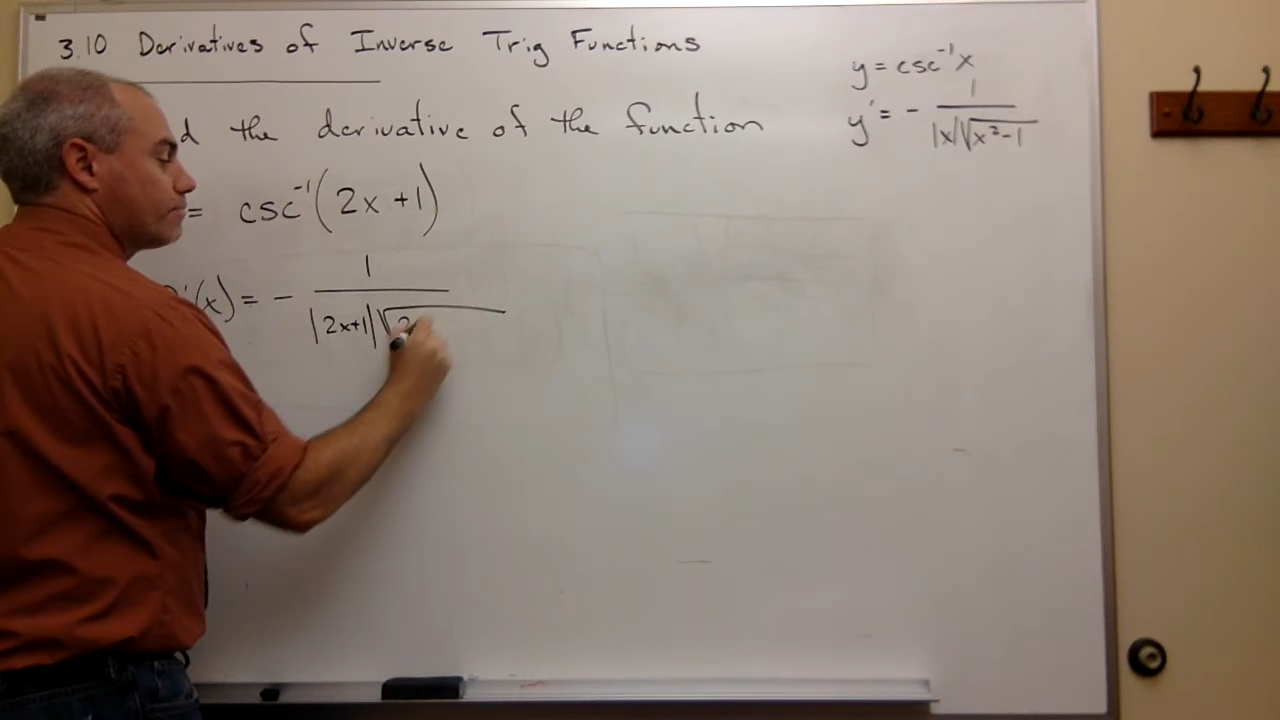 3.10 Derivatives of Inverse Trig Functions
d the derivative of the function
= csc⁻¹(2x+1)
'(x) = - 1 / |2x+1|√2
y = csc⁻¹x
y' = - 1 / |x|√x²-1